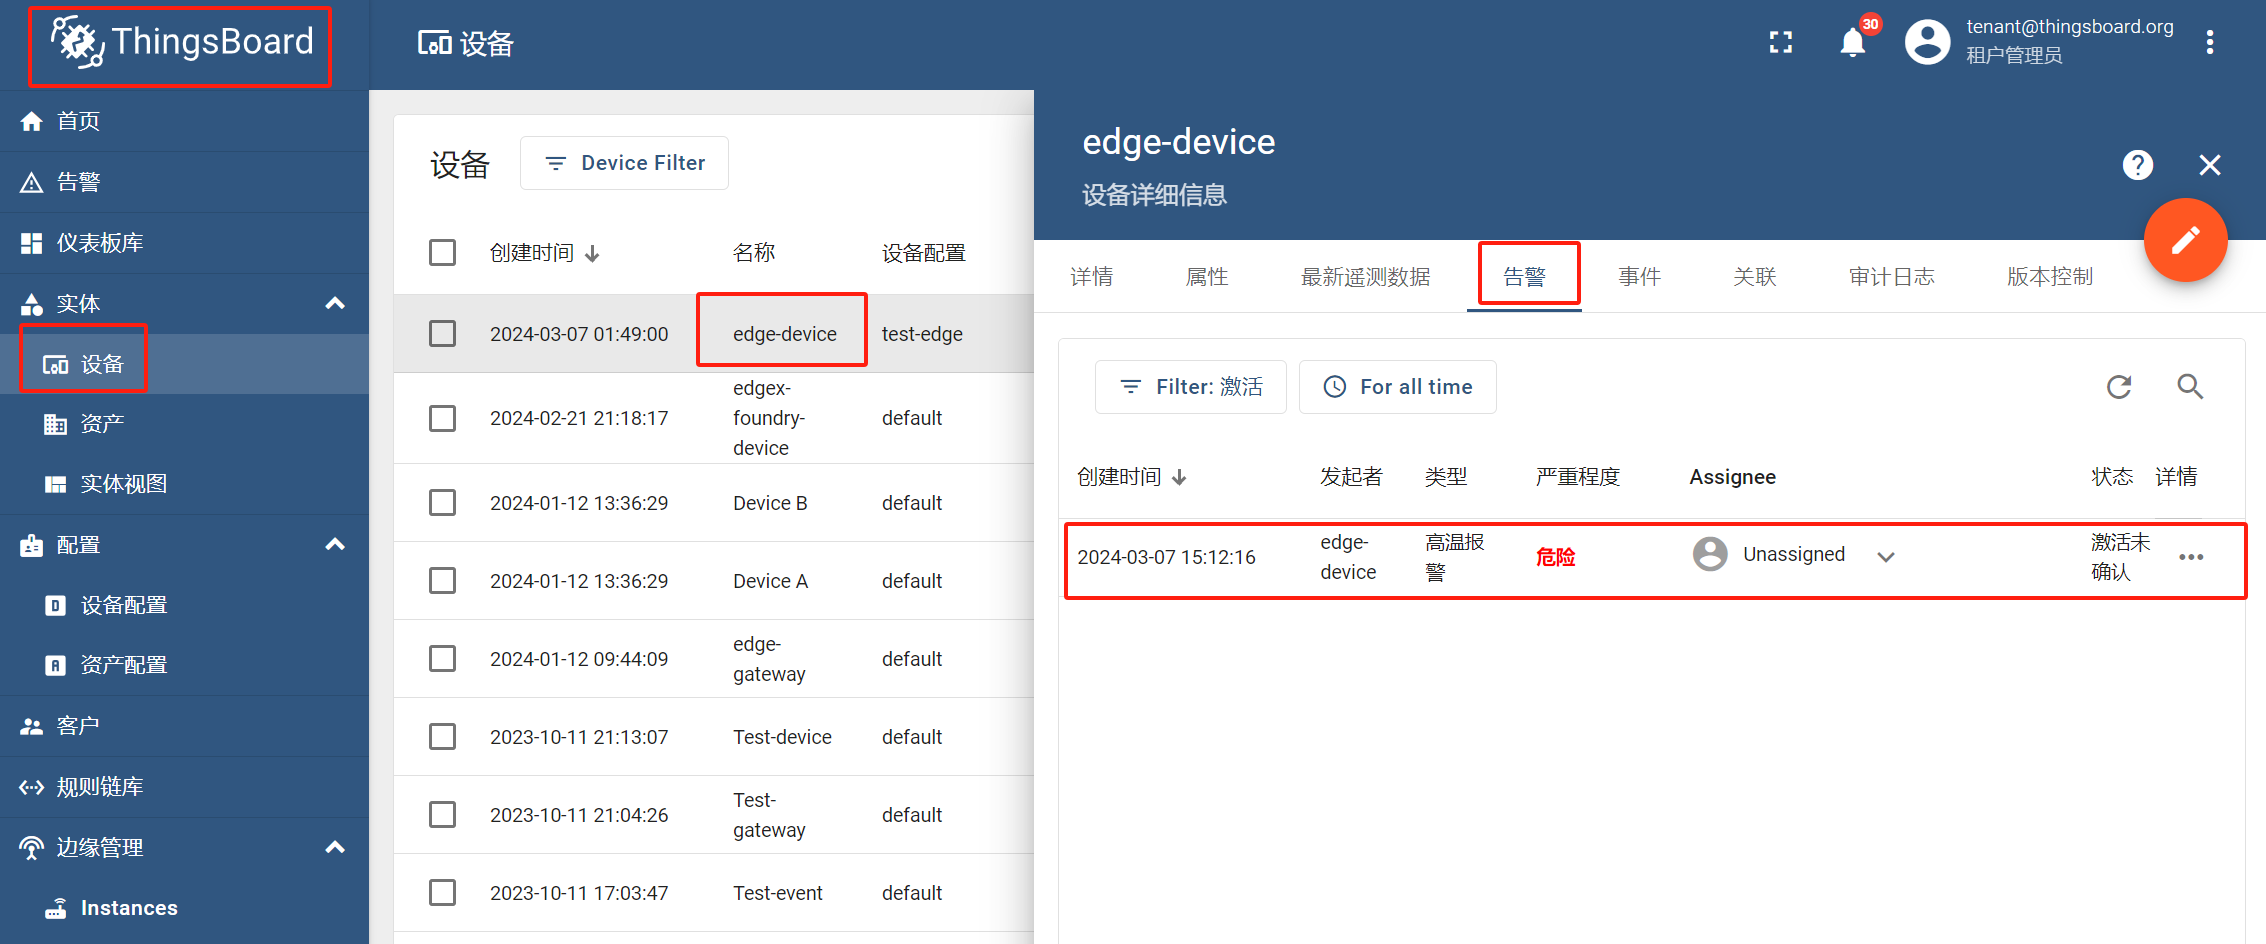 ThingsBoard
首页
告警
仪表板库
实体
设备
资产
实体视图
配置
D 设备配置
A 资产配置
客户
规则链库
边缘管理
Instances
设备
30
tenant@thingsboard.org
租户管理员
设备
Device Filter
创建时间 名称 设备配置
2024-03-07 01:49:00 edge-device test-edge
2024-02-21 21:18:17 edgex-
foundry-
device default
2024-01-12 13:36:29 Device B default
2024-01-12 13:36:29 Device A default
2024-01-12 09:44:09 edge-
gateway default
2023-10-11 21:13:07 Test-device default
2023-10-11 21:04:26 Test-
gateway default
2023-10-11 17:03:47 Test-event default
edge-device
设备详细信息
?
详情 属性 最新遥测数据 告警 事件 关联 审计日志 版本控制
Filter: 激活 For all time
创建时间 发起者 类型 严重程度 Assignee 状态 详情
2024-03-07 15:12:16 edge-
device 高温报
警 危险 Unassigned 激活未
确认 •••